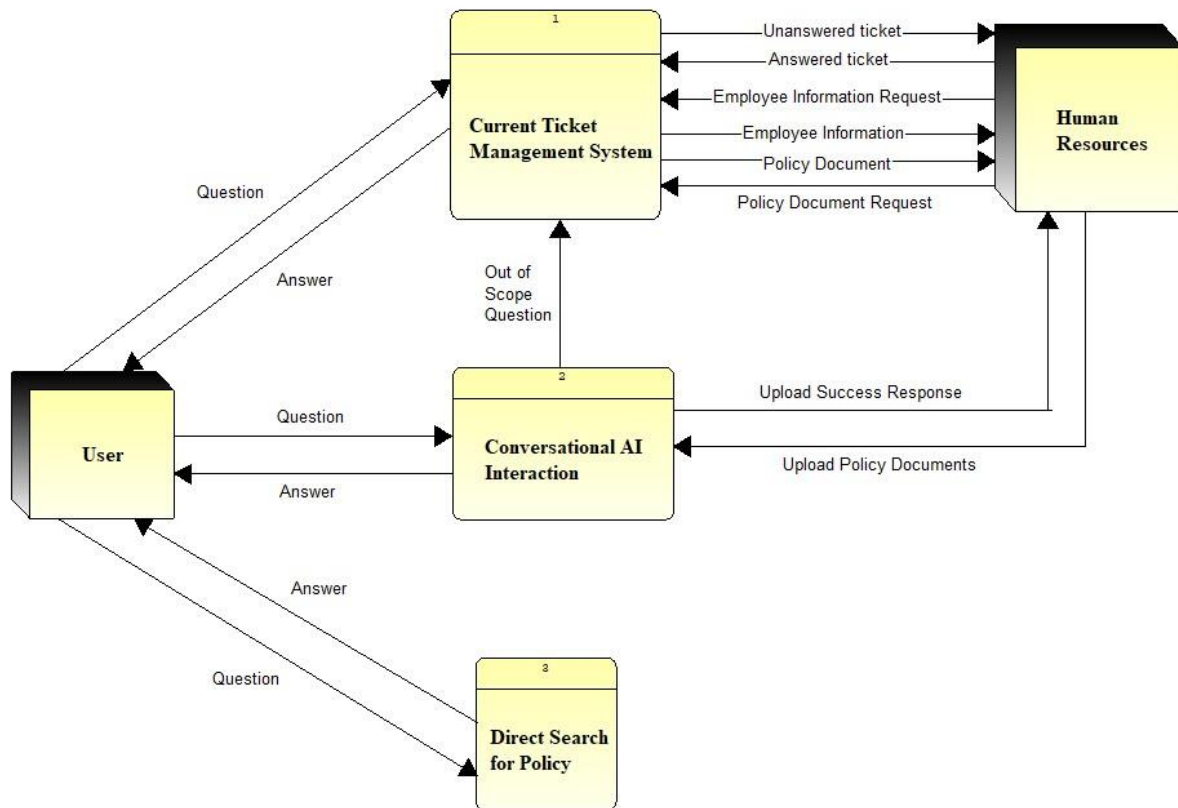 1
Current Ticket
Management System
Unanswered ticket
Answered ticket
Employee Information Request
Employee Information
Policy Document
Policy Document Request
Human
Resources
Question
Answer
Out of
Scope
Question
User
Question
Answer
2
Conversational AI
Interaction
Upload Success Response
Upload Policy Documents
Answer
Question
3
Direct Search
for Policy